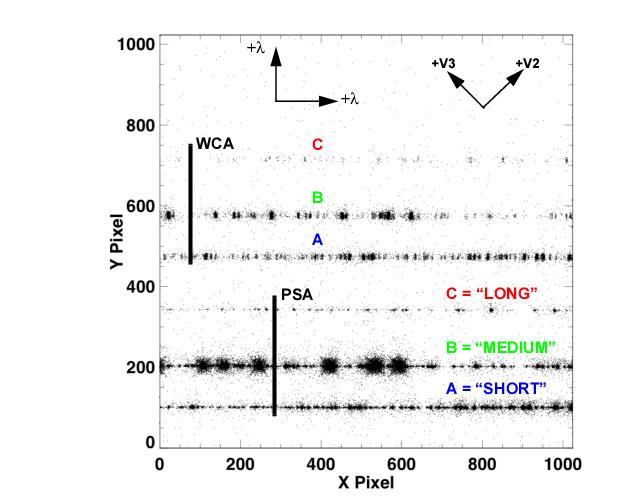 1000
+λ
+λ
+V3
+V2
800
WCA
C
600
B
A
400
PSA
C = “LONG”
B = “MEDIUM”
200
A = “SHORT”
0
0 200 400 600 800 1000
X Pixel
Y Pixel